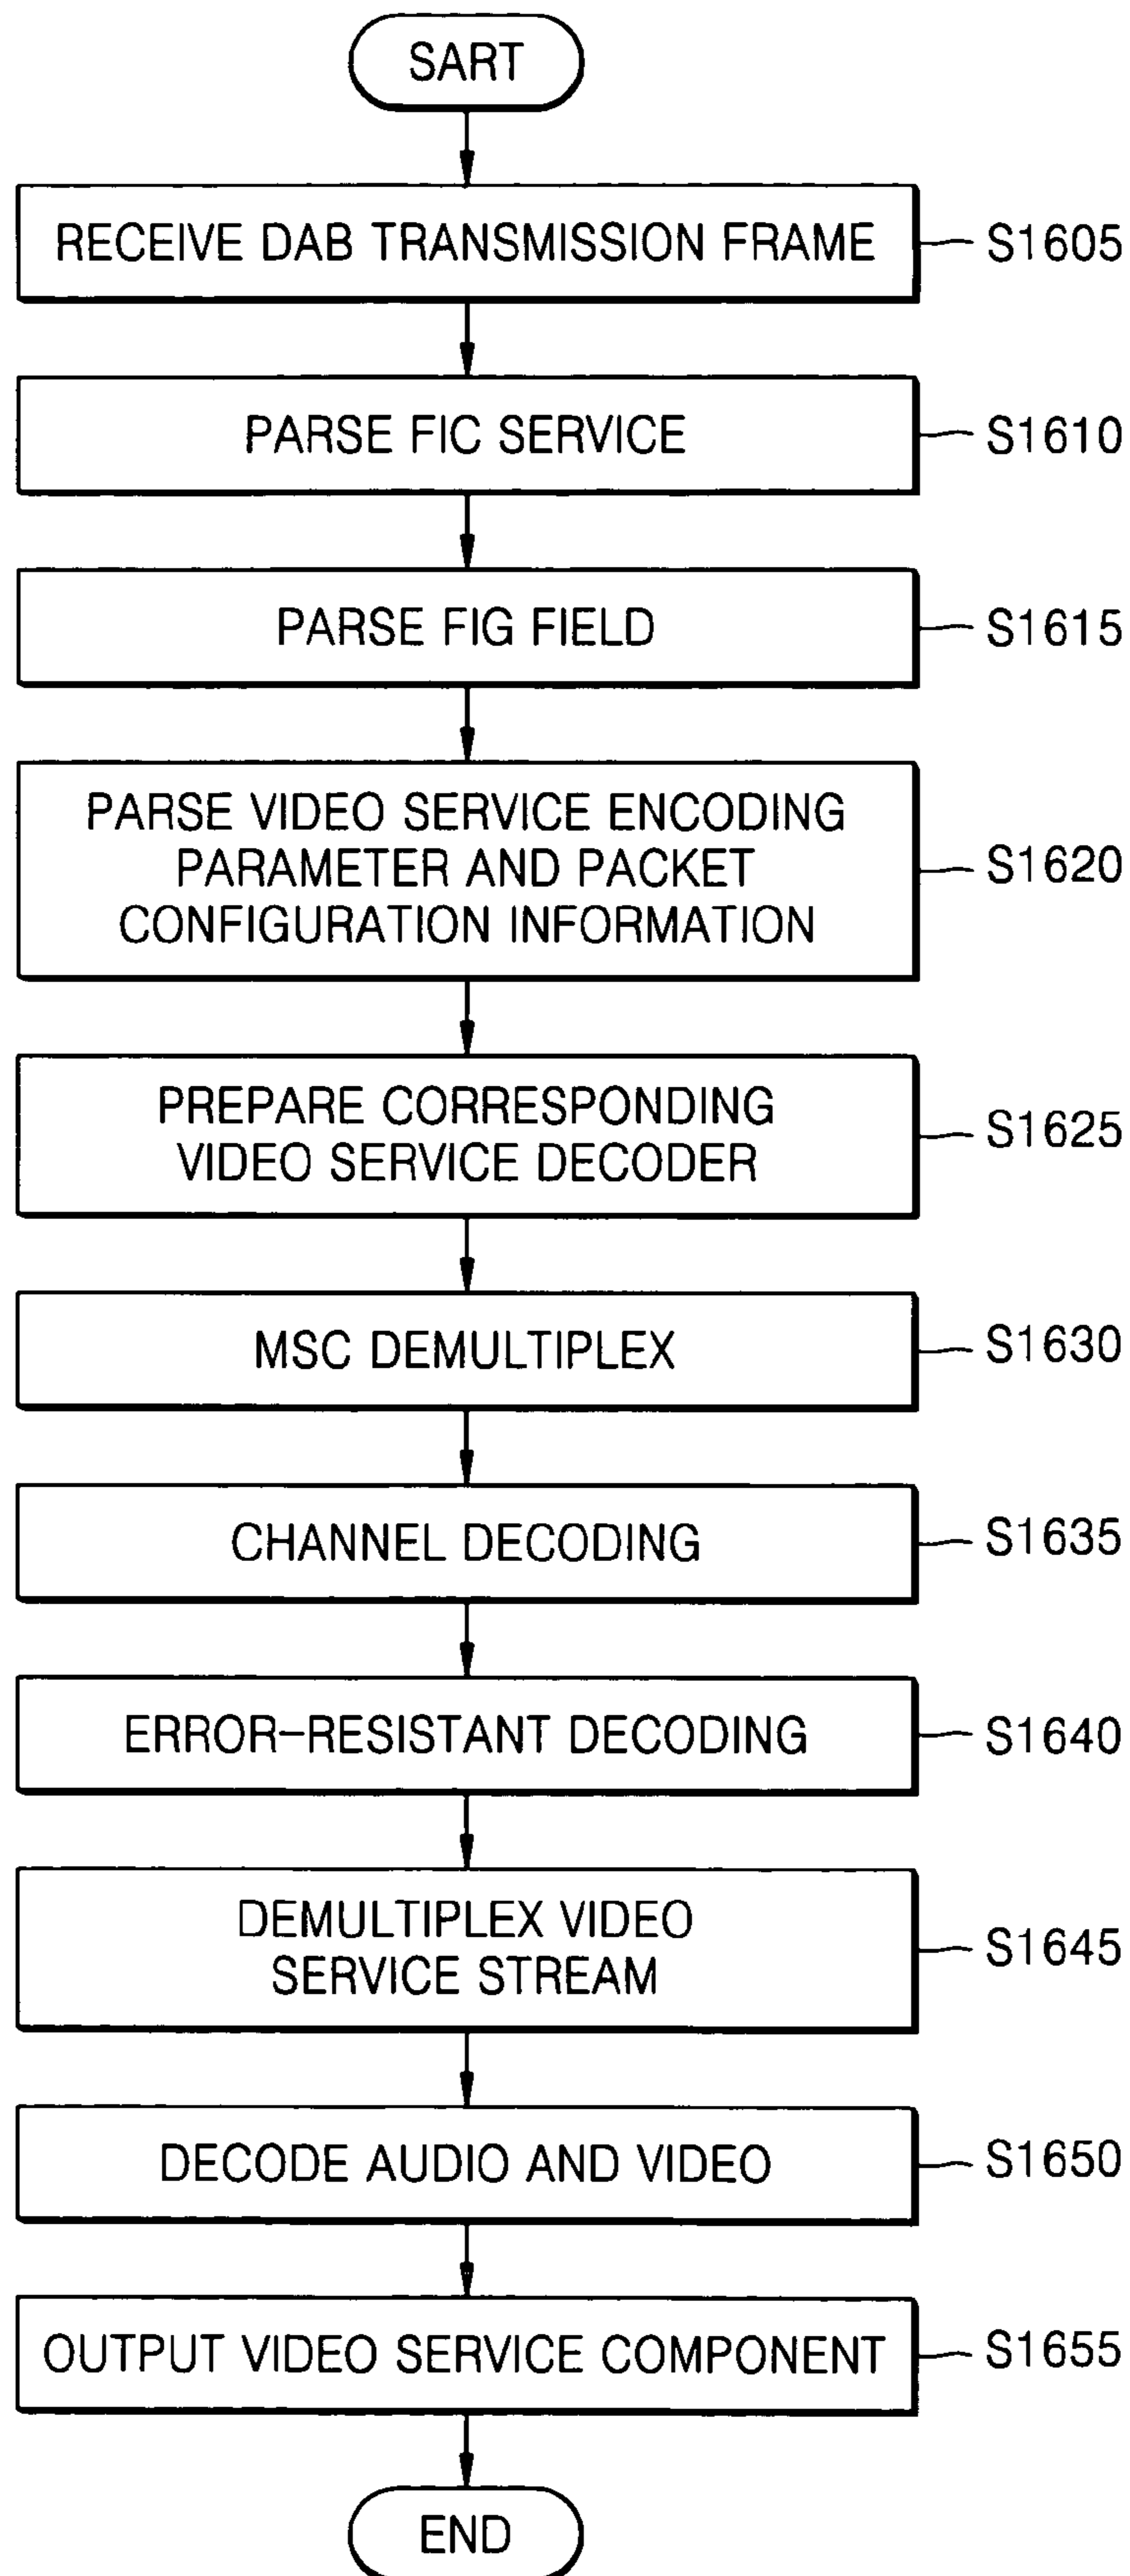 SART
RECEIVE DAB TRANSMISSION FRAME
S1605
PARSE FIC SERVICE
S1610
PARSE FIG FIELD
S1615
PARSE VIDEO SERVICE ENCODING
PARAMETER AND PACKET
CONFIGURATION INFORMATION
S1620
PREPARE CORRESPONDING
VIDEO SERVICE DECODER
S1625
MSC DEMULTIPLEX
S1630
CHANNEL DECODING
S1635
ERROR-RESISTANT DECODING
S1640
DEMULTIPLEX VIDEO
SERVICE STREAM
S1645
DECODE AUDIO AND VIDEO
S1650
OUTPUT VIDEO SERVICE COMPONENT
S1655
END